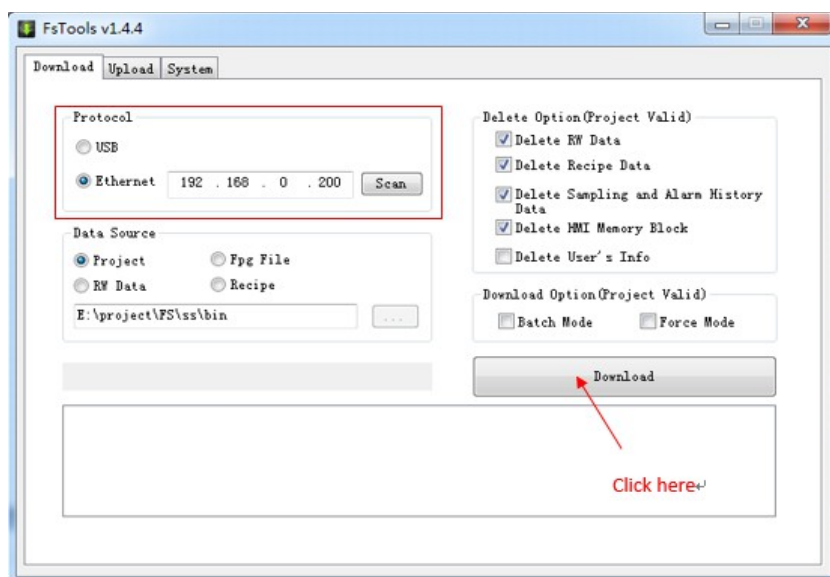 FsTools v1.4.4
Download Upload System
Protocol
USB
Ethernet 192 . 168 . 0 . 200 Scan
Data Source
Project Fpg File
RW Data Recipe
E:\project\FS\ss\bin ...
Delete Option(Project Valid)
Delete RW Data
Delete Recipe Data
Delete Sampling and Alarm History
Data
Delete HMI Memory Block
Delete User's Info
Download Option(Project Valid)
Batch Mode Force Mode
Download
Click here↵